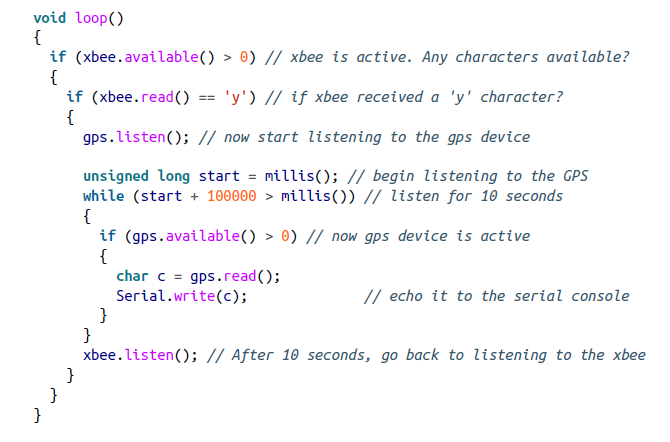 void loop()
{
  if (xbee.available() > 0) // xbee is active. Any characters available?
  {
    if (xbee.read() == 'y') // if xbee received a 'y' character?
    {
      gps.listen(); // now start listening to the gps device

      unsigned long start = millis(); // begin listening to the GPS
      while (start + 100000 > millis()) // listen for 10 seconds
      {
        if (gps.available() > 0) // now gps device is active
        {
          char c = gps.read();
          Serial.write(c);              // echo it to the serial console
        }
      }
      xbee.listen(); // After 10 seconds, go back to listening to the xbee
    }
  }
}